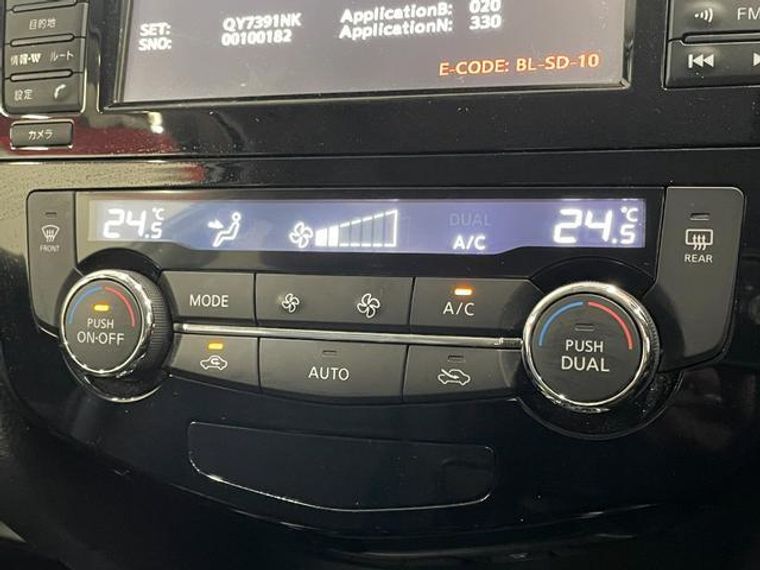 目的地
情報・VV ルート
設定
カメラ
SET: QY7391NK ApplicationB: 020
SNO: 00100182 ApplicationN: 330
E-CODE: BL-SD-10
FM
24.5°C DUAL A/C 24.5°C
FRONT
REAR
MODE
A/C
PUSH
ON·OFF
AUTO
PUSH
DUAL